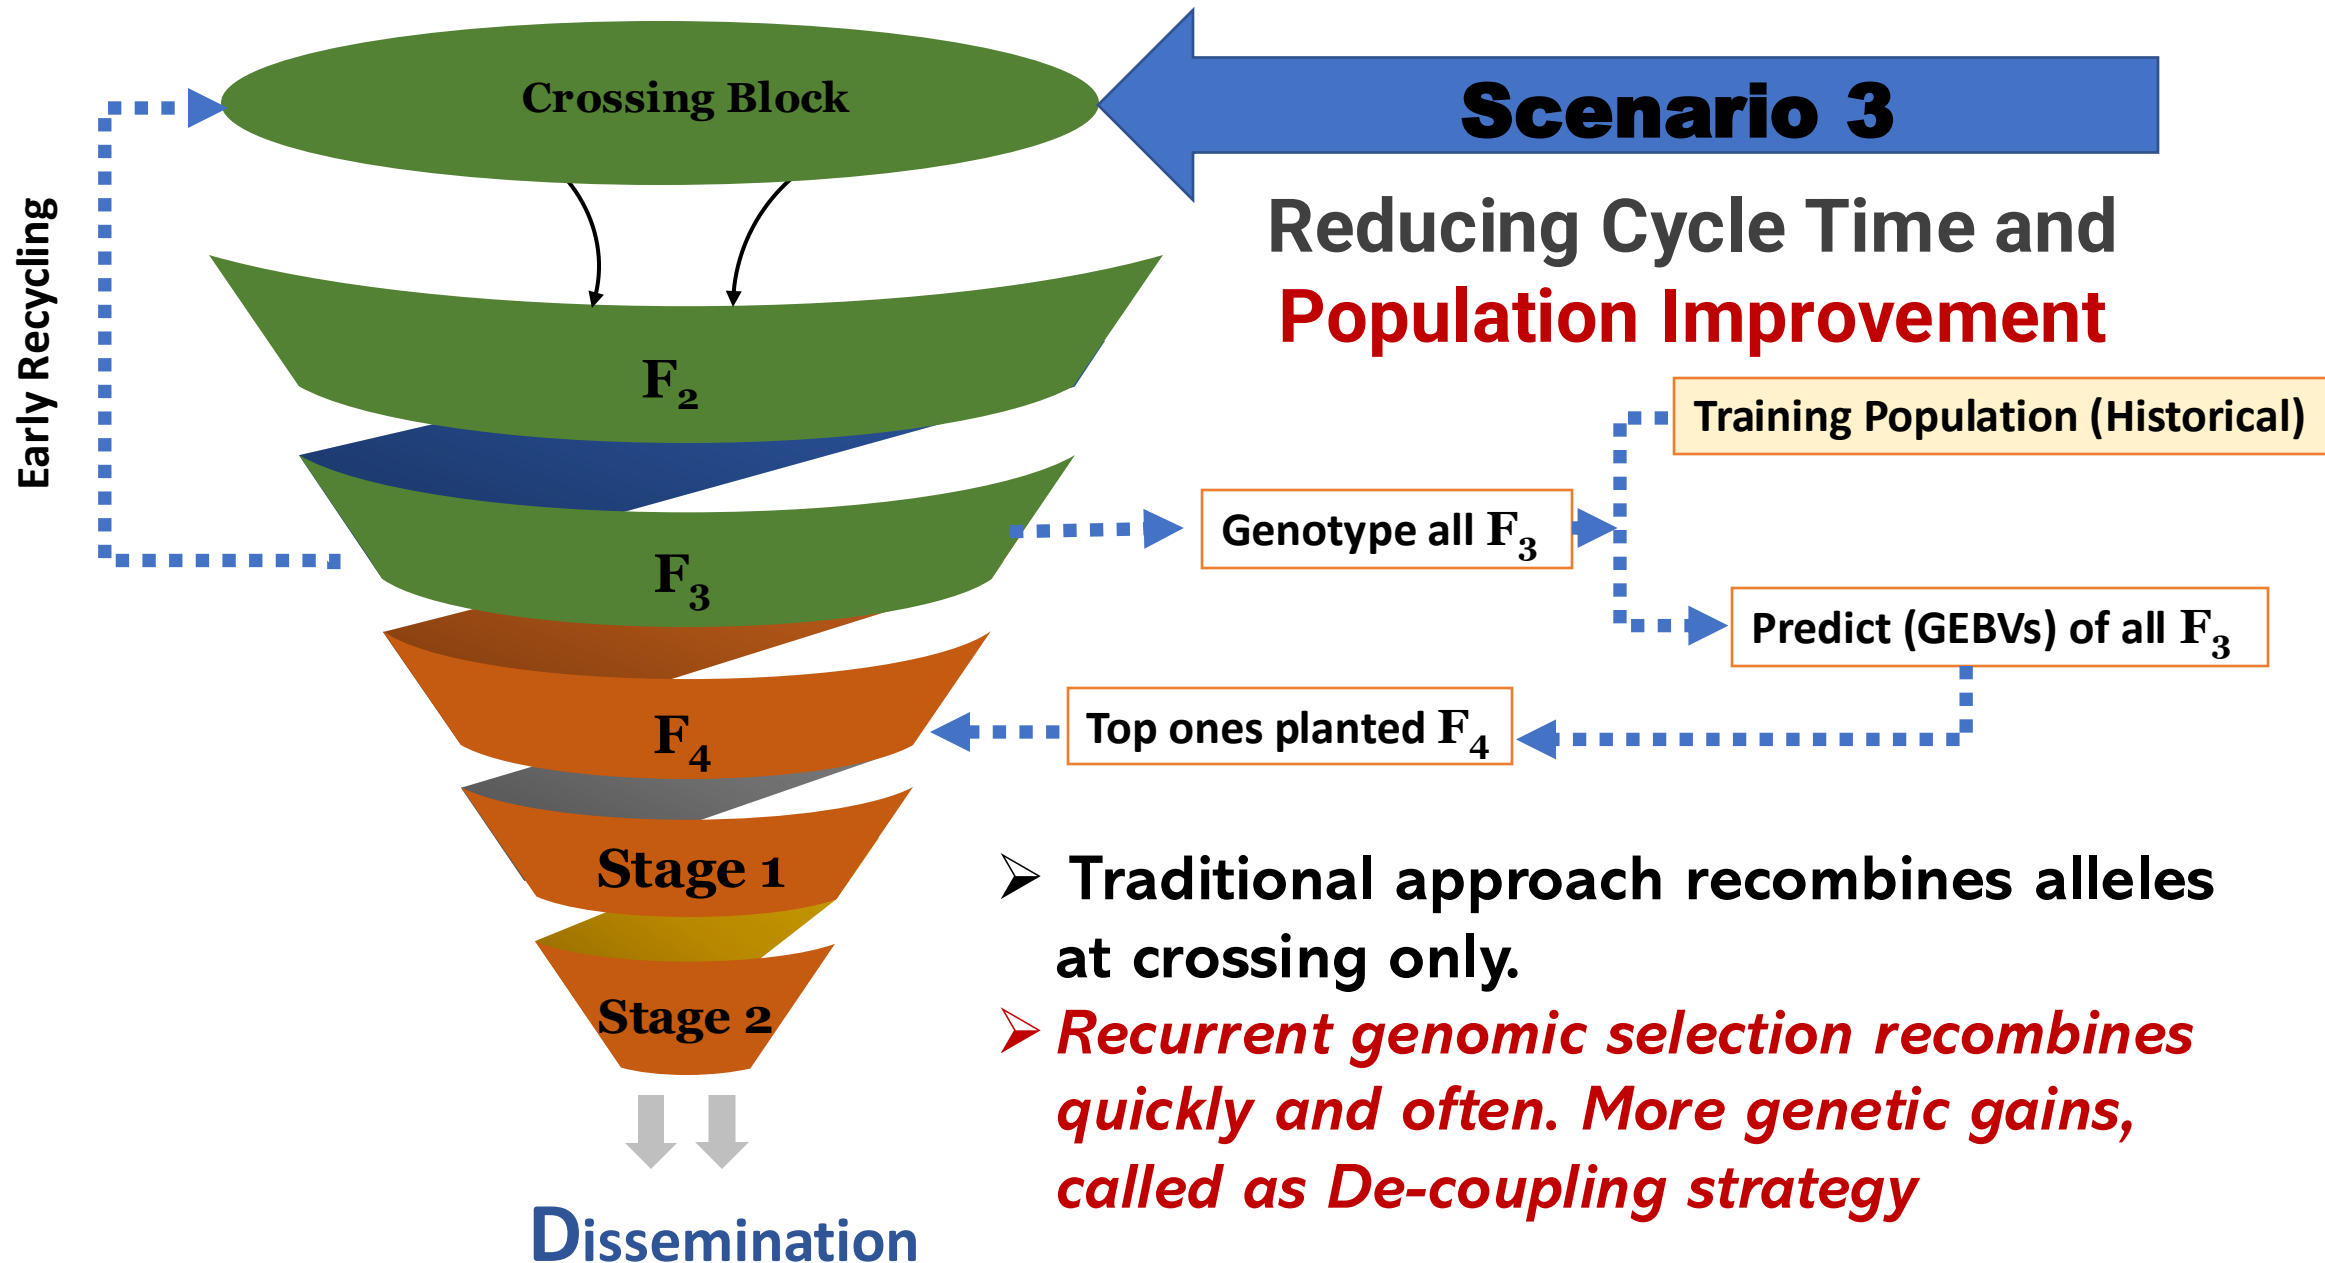 Crossing Block
Scenario 3
Reducing Cycle Time and
Population Improvement
Early Recycling
F₂
Training Population (Historical)
F₃
Genotype all F₃
Predict (GEBVs) of all F₃
F₄
Top ones planted F₄
Stage 1
Stage 2
Dissemination
➢ Traditional approach recombines alleles
at crossing only.
➢ Recurrent genomic selection recombines
quickly and often. More genetic gains,
called as De-coupling strategy